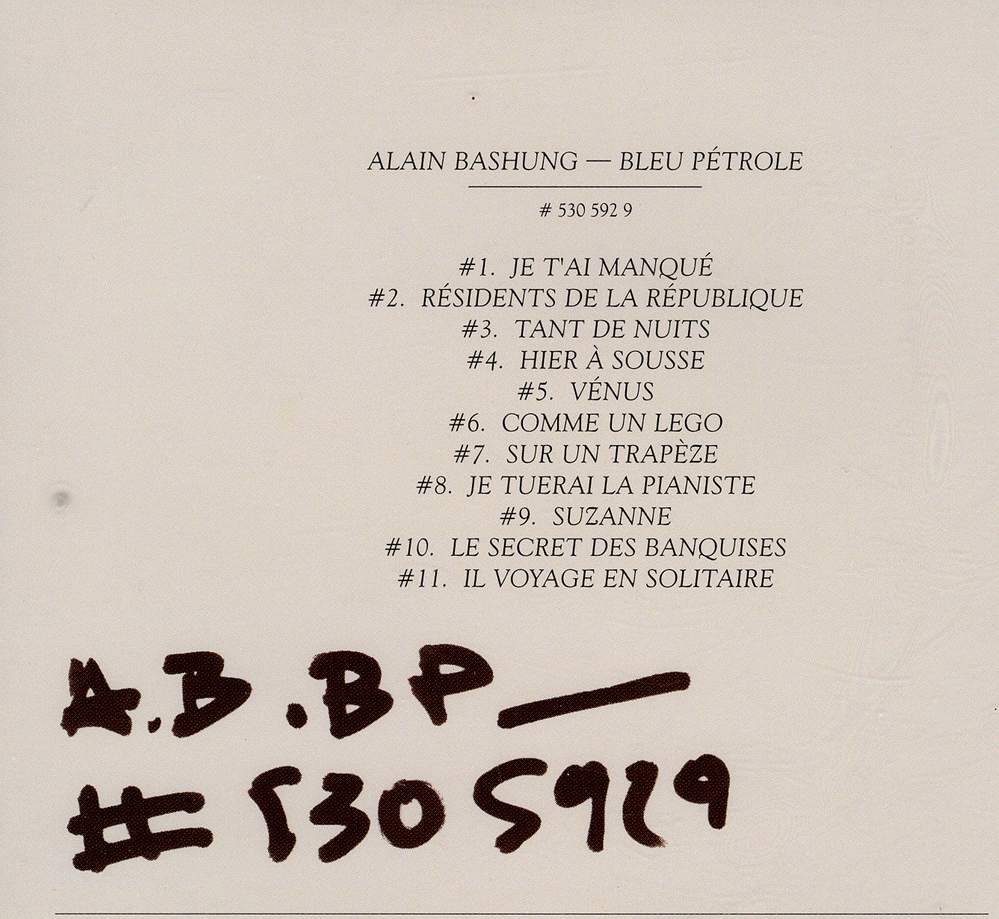 ALAIN BASHUNG — BLEU PÉTROLE
# 530 592 9
#1. JE T'AI MANQUÉ
#2. RÉSIDENTS DE LA RÉPUBLIQUE
#3. TANT DE NUITS
#4. HIER À SOUSSE
#5. VÉNUS
#6. COMME UN LEGO
#7. SUR UN TRAPÈZE
#8. JE TUERAI LA PIANISTE
#9. SUZANNE
#10. LE SECRET DES BANQUISES
#11. IL VOYAGE EN SOLITAIRE
A.B.BP—
# 530 5929